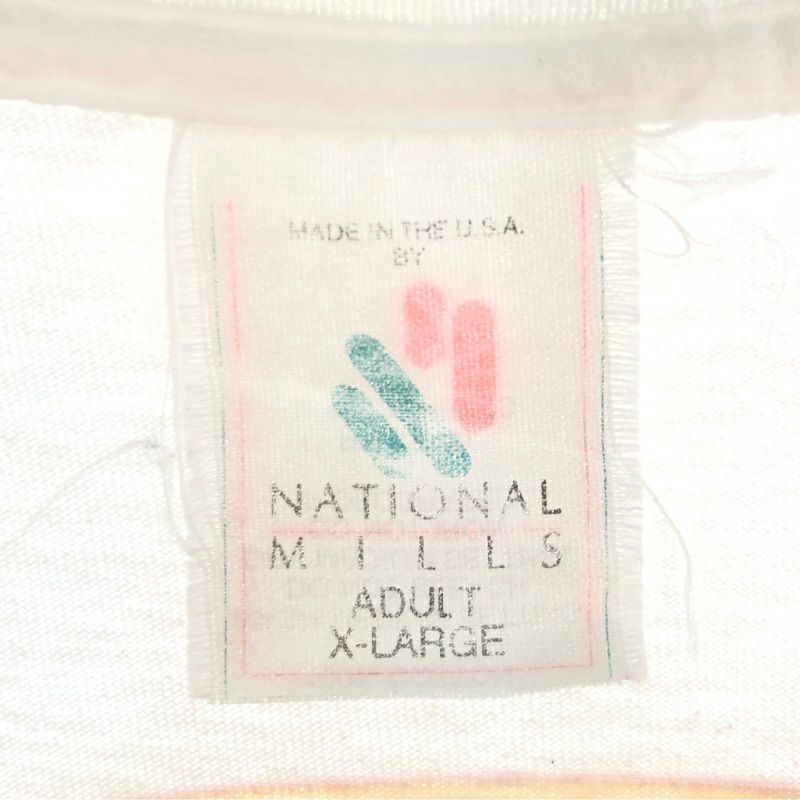 MADE IN THE U.S.A.
BY
NATIONAL
MILLS
ADULT
X-LARGE